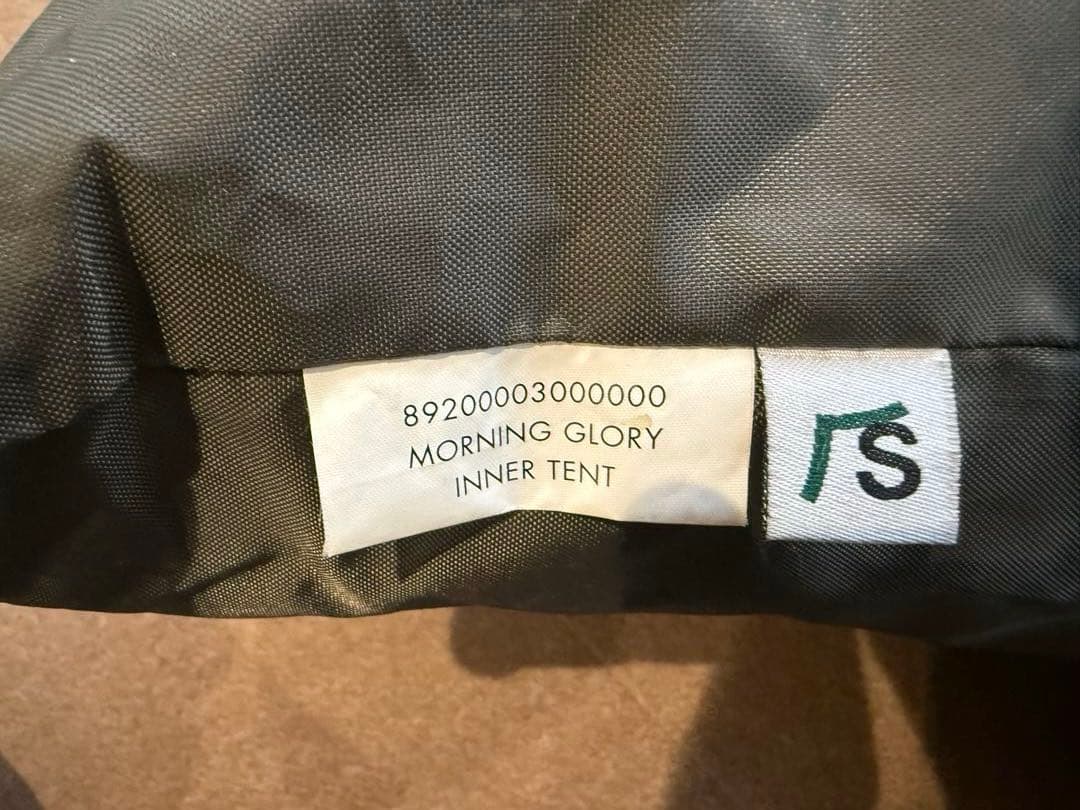 89200003000000
MORNING GLORY
INNER TENT
S